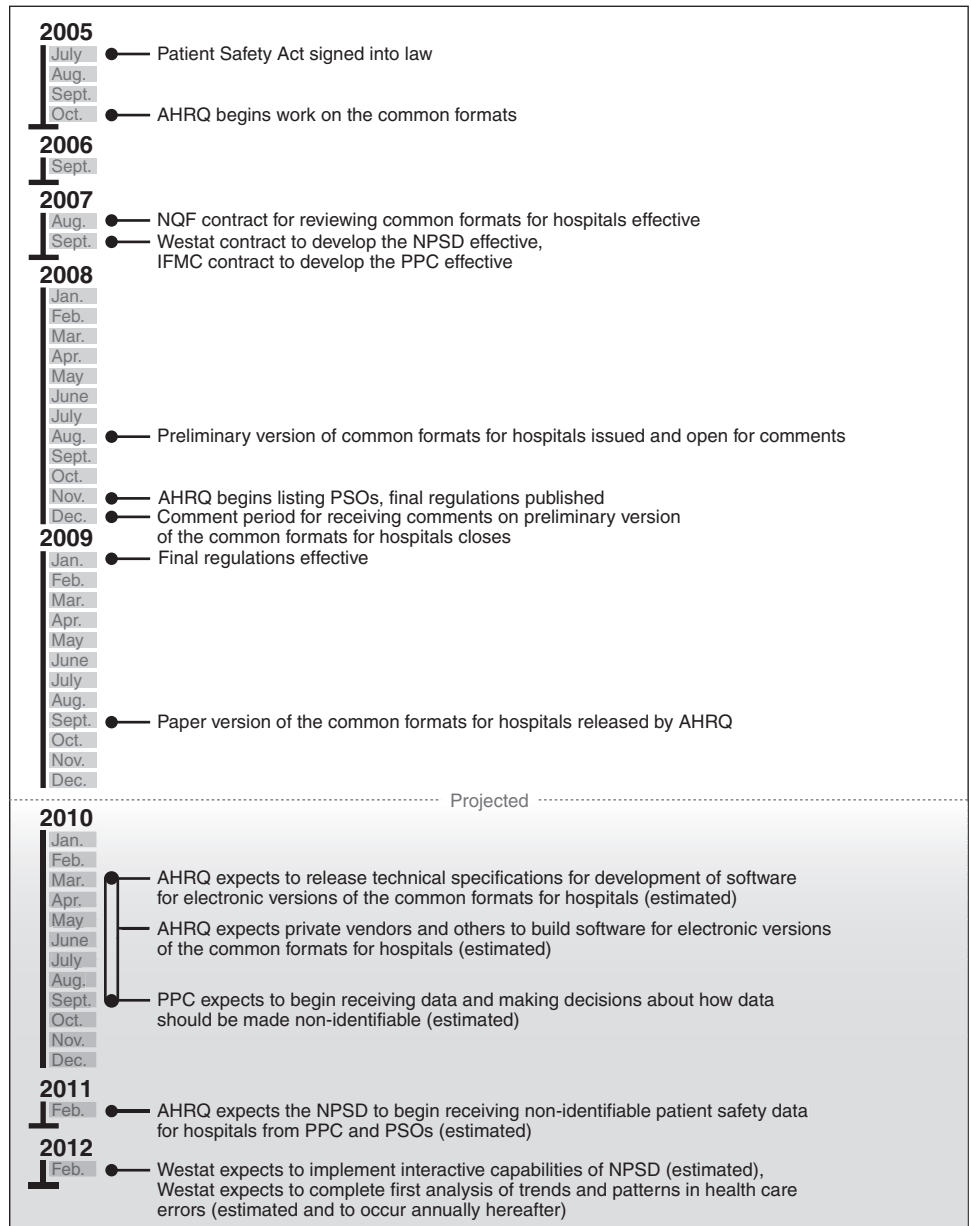 2005
July
Patient Safety Act signed into law
Aug.
Sept.
Oct.
AHRQ begins work on the common formats
2006
Sept.
2007
Aug.
NQF contract for reviewing common formats for hospitals effective
Sept.
Westat contract to develop the NPSD effective,
IFMC contract to develop the PPC effective
2008
Jan.
Feb.
Mar.
Apr.
May
June
July
Aug.
Preliminary version of common formats for hospitals issued and open for comments
Sept.
Oct.
Nov.
AHRQ begins listing PSOs, final regulations published
Dec.
Comment period for receiving comments on preliminary version
of the common formats for hospitals closes
2009
Jan.
Final regulations effective
Feb.
Mar.
Apr.
May
June
July
Aug.
Sept.
Paper version of the common formats for hospitals released by AHRQ
Oct.
Nov.
Dec.
Projected
2010
Jan.
Feb.
Mar.
AHRQ expects to release technical specifications for development of software
for electronic versions of the common formats for hospitals (estimated)
Apr.
May
AHRQ expects private vendors and others to build software for electronic versions
of the common formats for hospitals (estimated)
June
July
Aug.
Sept.
PPC expects to begin receiving data and making decisions about how data
should be made non-identifiable (estimated)
Oct.
Nov.
Dec.
2011
Feb.
AHRQ expects the NPSD to begin receiving non-identifiable patient safety data
for hospitals from PPC and PSOs (estimated)
2012
Feb.
Westat expects to implement interactive capabilities of NPSD (estimated),
Westat expects to complete first analysis of trends and patterns in health care
errors (estimated and to occur annually hereafter)